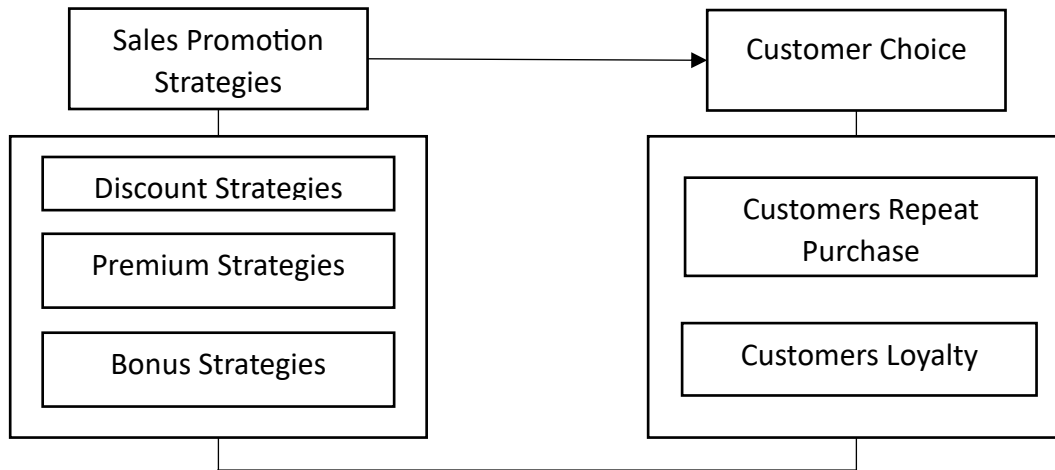 Sales Promotion
Strategies
Customer Choice
Discount Strategies
Premium Strategies
Bonus Strategies
Customers Repeat
Purchase
Customers Loyalty